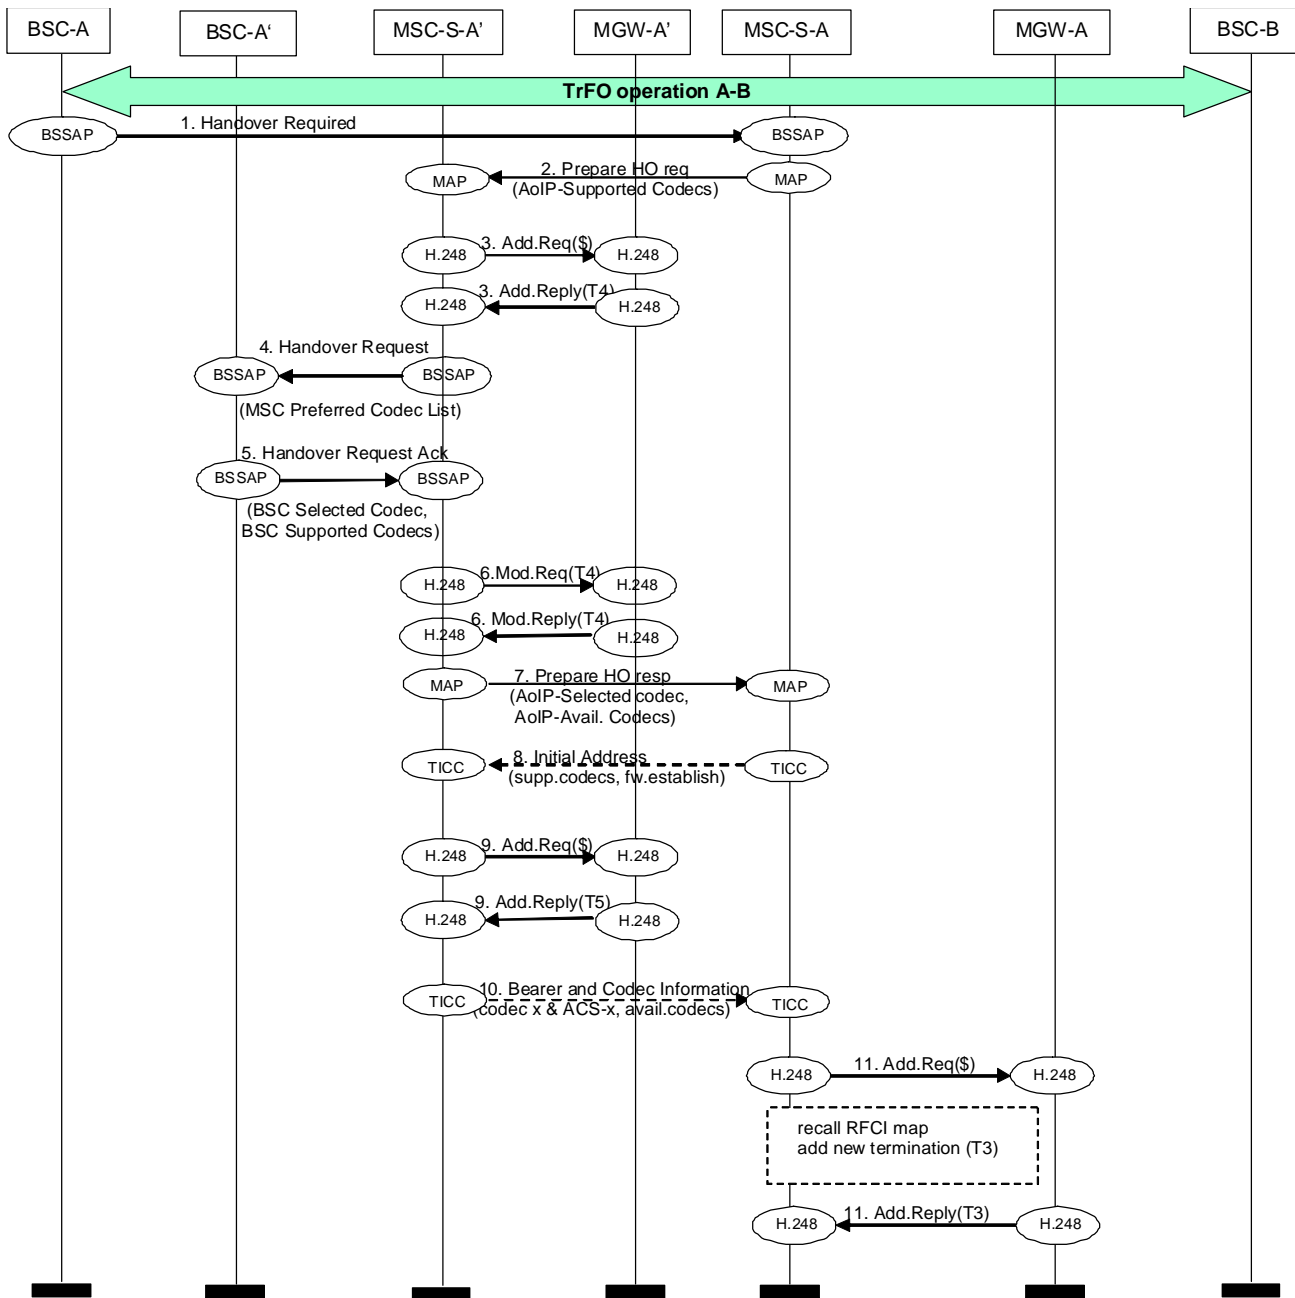 BSC-A
BSC-A‘
MSC-S-A’
MGW-A’
MSC-S-A
MGW-A
BSC-B
TrFO operation A-B
BSSAP
1. Handover Required
BSSAP
MAP
2. Prepare HO req
(AoIP-Supported Codecs)
MAP
H.248
3. Add.Req($)
H.248
H.248
3. Add.Reply(T4)
H.248
4. Handover Request
BSSAP
BSSAP
(MSC Preferred Codec List)
5. Handover Request Ack
BSSAP
BSSAP
(BSC Selected Codec,
BSC Supported Codecs)
H.248
6.Mod.Req(T4)
H.248
H.248
6. Mod.Reply(T4)
H.248
MAP
7. Prepare HO resp
(AoIP-Selected codec,
AoIP-Avail. Codecs)
MAP
TICC
8. Initial Address
(supp.codecs, fw.establish)
TICC
H.248
9. Add.Req($)
H.248
H.248
9. Add.Reply(T5)
H.248
TICC
10. Bearer and Codec Information
(codec x & ACS-x, avail.codecs)
TICC
H.248
11. Add.Req($)
H.248
recall RFCI map
add new termination (T3)
H.248
11. Add.Reply(T3)
H.248